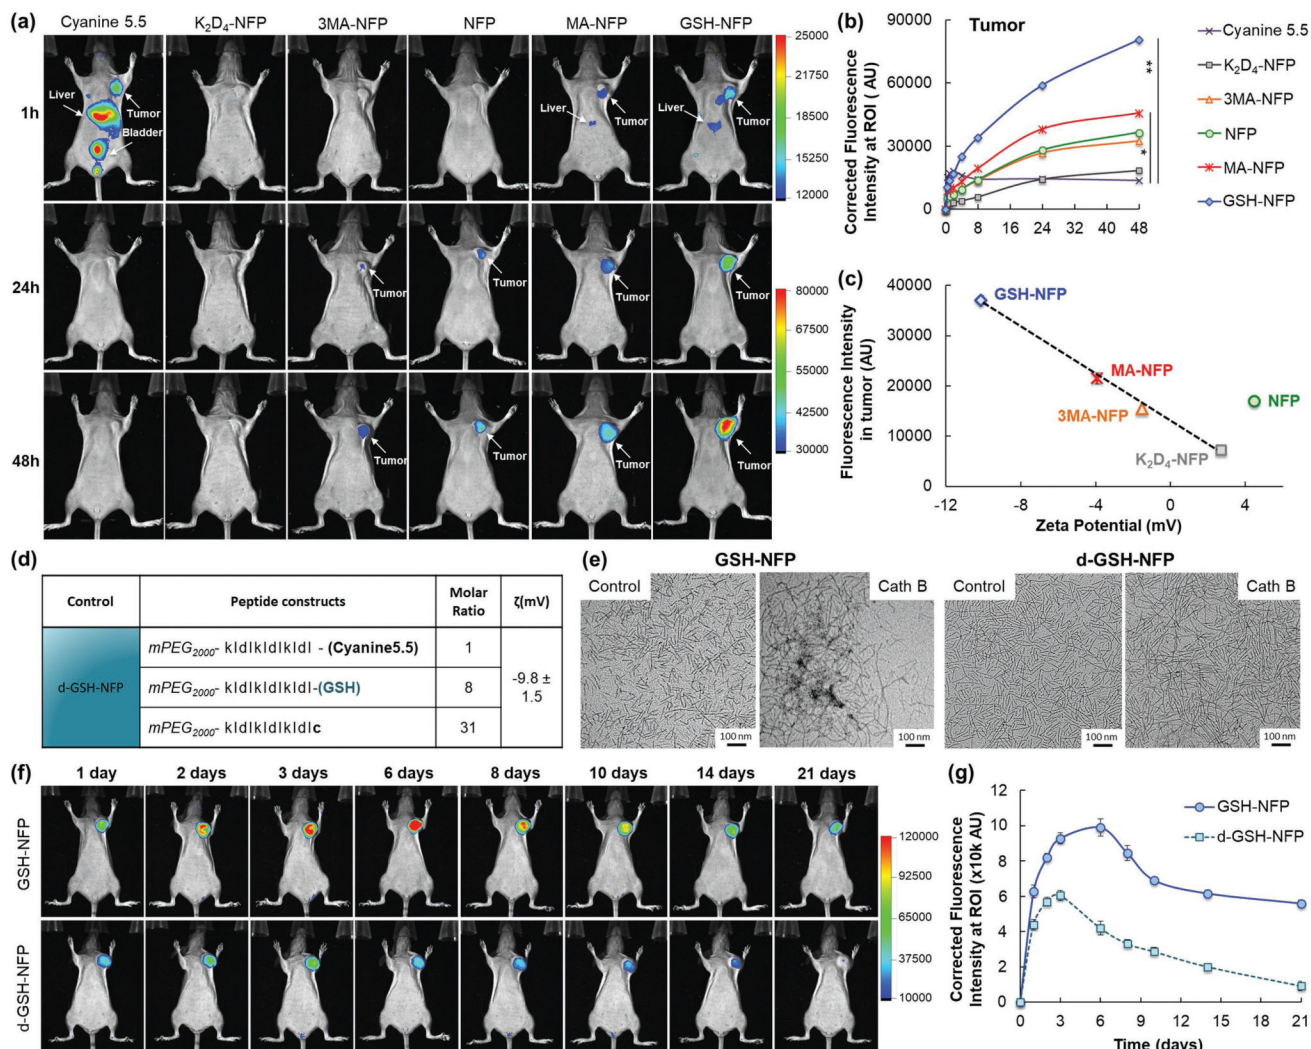 (a)
Cyanine 5.5
K₂D₄-NFP
3MA-NFP
NFP
MA-NFP
GSH-NFP
1h
Liver
Tumor
Bladder
Liver
Tumor
Liver
Tumor
25000
21750
18500
15250
12000
24h
Tumor
Tumor
Tumor
Tumor
48h
Tumor
Tumor
Tumor
Tumor
80000
67500
55000
42500
30000
(b)
Tumor
Corrected Fluorescence
Intensity at ROI ( AU)
90000
60000
30000
0
0
8
16
24
32
40
48
**
*
Cyanine 5.5
K₂D₄-NFP
3MA-NFP
NFP
MA-NFP
GSH-NFP
(c)
Fluorescence Intensity
in tumor (AU)
40000
30000
20000
10000
0
GSH-NFP
MA-NFP
3MA-NFP
NFP
K₂D₄-NFP
-12
-8
-4
0
4
Zeta Potential (mV)
(d)
Control
Peptide constructs
Molar
Ratio
ζ(mV)
d-GSH-NFP
mPEG₂₀₀₀- kldlkldlkldl - (Cyanine5.5)
1
mPEG₂₀₀₀- kldlkldlkldl-(GSH)
8
mPEG₂₀₀₀- kldlkldlkldlc
31
-9.8 ±
1.5
(e)
GSH-NFP
d-GSH-NFP
Control
Cath B
Control
Cath B
100 nm
100 nm
100 nm
100 nm
(f)
1 day
2 days
3 days
6 days
8 days
10 days
14 days
21 days
GSH-NFP
d-GSH-NFP
120000
92500
65000
37500
10000
(g)
Corrected Fluorescence
Intensity at ROI (x10k AU)
12
10
8
6
4
2
0
GSH-NFP
d-GSH-NFP
0
3
6
9
12
15
18
21
Time (days)